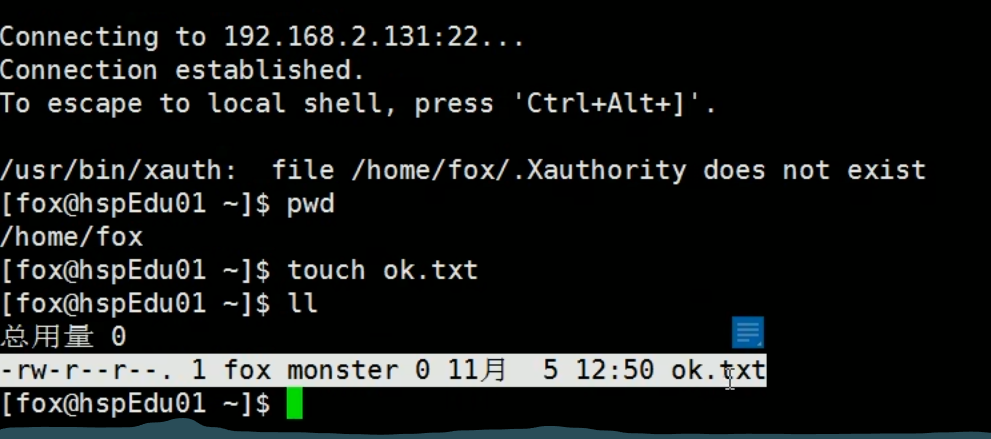 Connecting to 192.168.2.131:22...
Connection established.
To escape to local shell, press 'Ctrl+Alt+]'.
/usr/bin/xauth:  file /home/fox/.Xauthority does not exist
[fox@hspEdu01 ~]$ pwd
/home/fox
[fox@hspEdu01 ~]$ touch ok.txt
[fox@hspEdu01 ~]$ ll
总用量 0
-rw-r--r--. 1 fox monster 0 11月  5 12:50 ok.txt
[fox@hspEdu01 ~]$